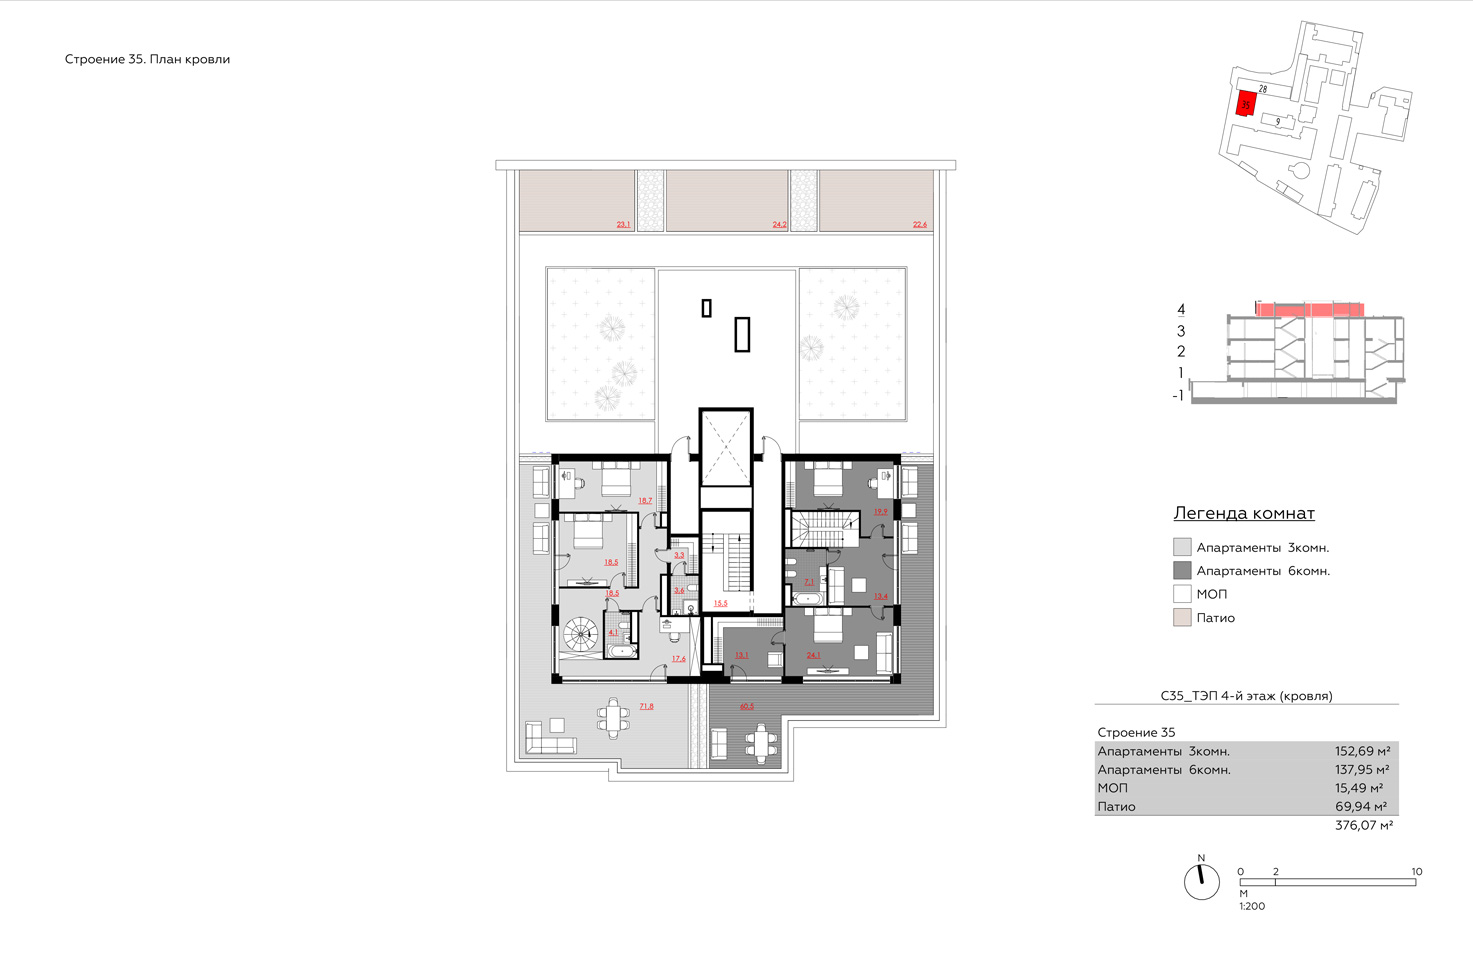 Строение 35. План кровли
28
35
9
23,1
24,2
22,6
4
3
2
1
-1
18,7
19,9
18,5
3,3
7,1
13,4
18,5
3,6
15,5
4,1
17,6
13,1
24,1
71,8
60,5
Легенда комнат
Апартаменты 3комн.
Апартаменты 6комн.
МОП
Патио
С35_ТЭП 4-й этаж (кровля)
Строение 35
Апартаменты 3комн. 152,69 м²
Апартаменты 6комн. 137,95 м²
МОП 15,49 м²
Патио 69,94 м²
376,07 м²
N
0 2 10
М
1:200